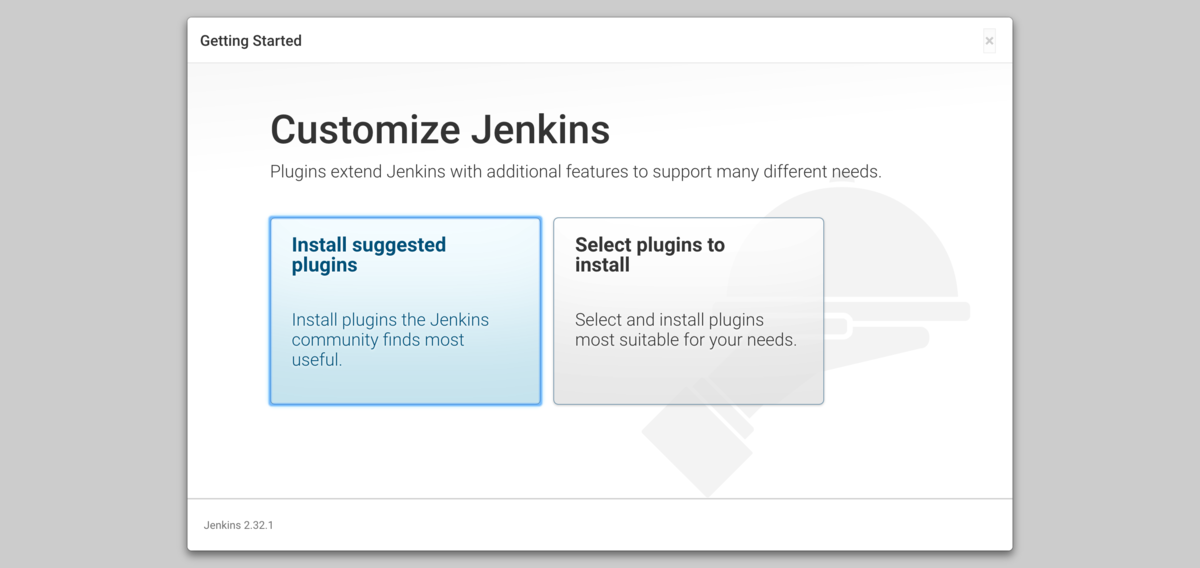 Getting Started
×
Customize Jenkins
Plugins extend Jenkins with additional features to support many different needs.
Install suggested
plugins
Install plugins the Jenkins
community finds most
useful.
Select plugins to
install
Select and install plugins
most suitable for your needs.
Jenkins 2.32.1